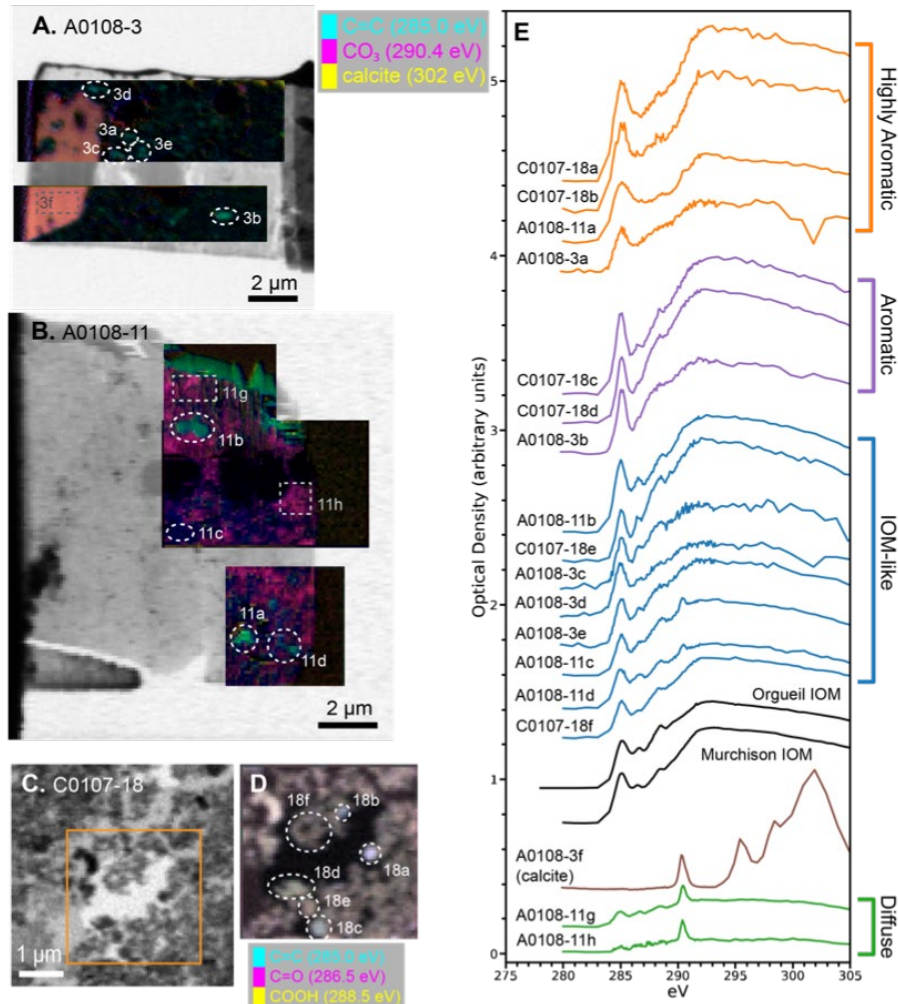 A. A0108-3
C=C (285.0 eV)
CO₃ (290.4 eV)
calcite (302 eV)
3d
3a
3c
3e
3f
3b
2 µm
B. A0108-11
11g
11b
11h
11c
11a
11d
2 µm
C. C0107-18
1 µm
D
18f
18b
18a
18d
18e
18c
C=C (285.0 eV)
C=O (286.5 eV)
COOH (288.5 eV)
E
Optical Density (arbitrary units)
5
4
3
2
1
0
C0107-18a
C0107-18b
A0108-11a
A0108-3a
C0107-18c
C0107-18d
A0108-3b
A0108-11b
C0107-18e
A0108-3c
A0108-3d
A0108-3e
A0108-11c
A0108-11d
C0107-18f
Orgueil IOM
Murchison IOM
A0108-3f
(calcite)
A0108-11g
A0108-11h
Highly Aromatic
Aromatic
IOM-like
Diffuse
275 280 285 290 295 300 305
eV